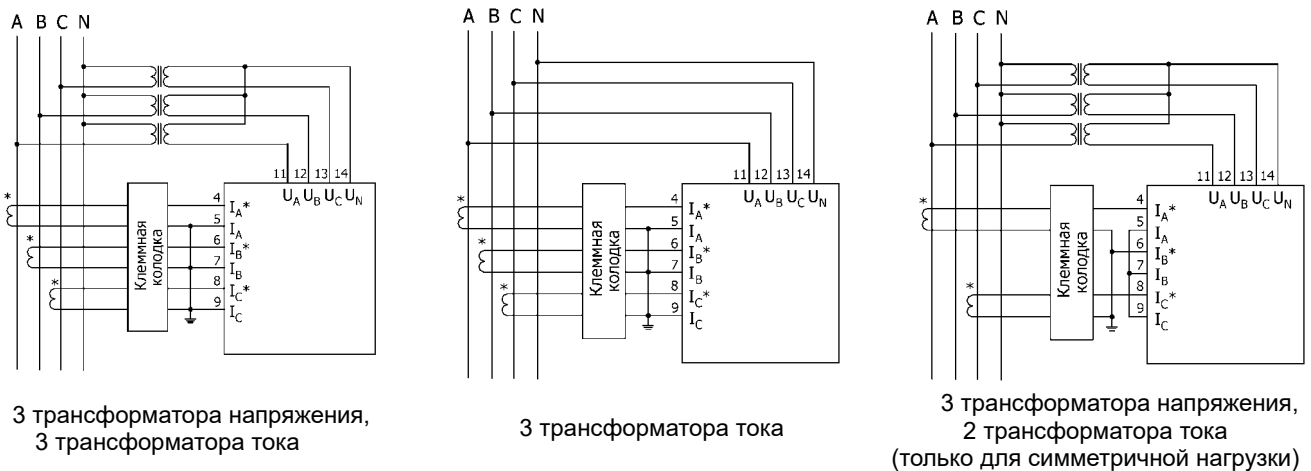 A B C N
11 12 13 14
U_A U_B U_C U_N
* 4 I_A*
5 I_A
* 6 I_B*
7 I_B
* 8 I_C*
9 I_C
Клеммная
колодка
3 трансформатора напряжения,
3 трансформатора тока
A B C N
11 12 13 14
U_A U_B U_C U_N
* 4 I_A*
5 I_A
* 6 I_B*
7 I_B
* 8 I_C*
9 I_C
Клеммная
колодка
3 трансформатора тока
A B C N
11 12 13 14
U_A U_B U_C U_N
* 4 I_A*
5 I_A
6 I_B*
7 I_B
* 8 I_C*
9 I_C
Клеммная
колодка
3 трансформатора напряжения,
2 трансформатора тока
(только для симметричной нагрузки)